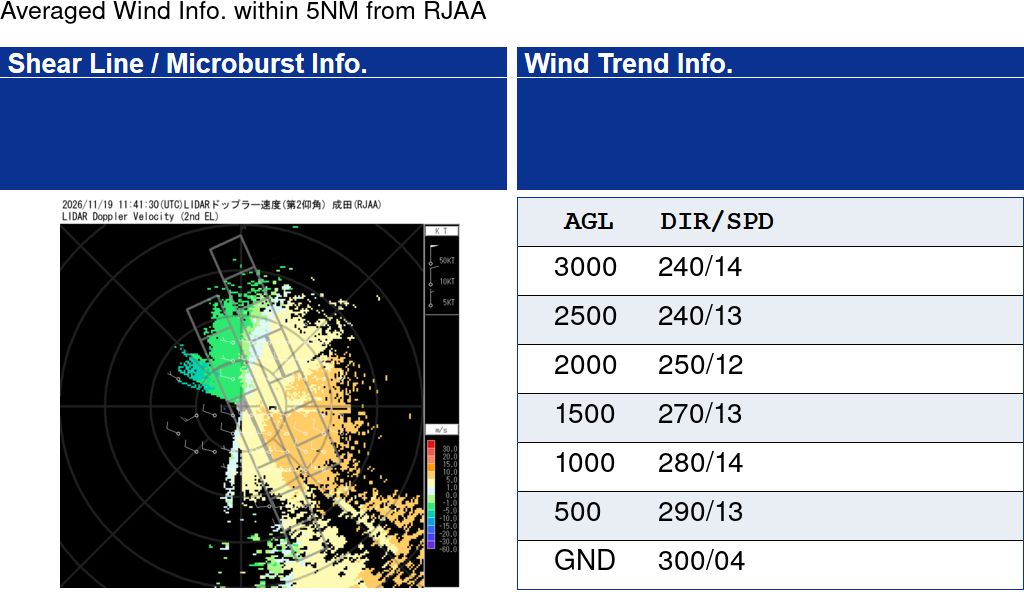 Averaged Wind Info. within 5NM from RJAA
Shear Line / Microburst Info.
Wind Trend Info.
2026/11/19 11:41:30(UTC)LIDARドップラー速度(第2仰角) 成田(RJAA)
LIDAR Doppler Velocity (2nd EL)
K T
50KT
10KT
5KT
m/s
30.0
20.0
15.0
10.0
5.0
1.0
0.0
-1.0
-5.0
-10.0
-15.0
-20.0
-30.0
-60.0
AGL DIR/SPD
3000 240/14
2500 240/13
2000 250/12
1500 270/13
1000 280/14
500 290/13
GND 300/04